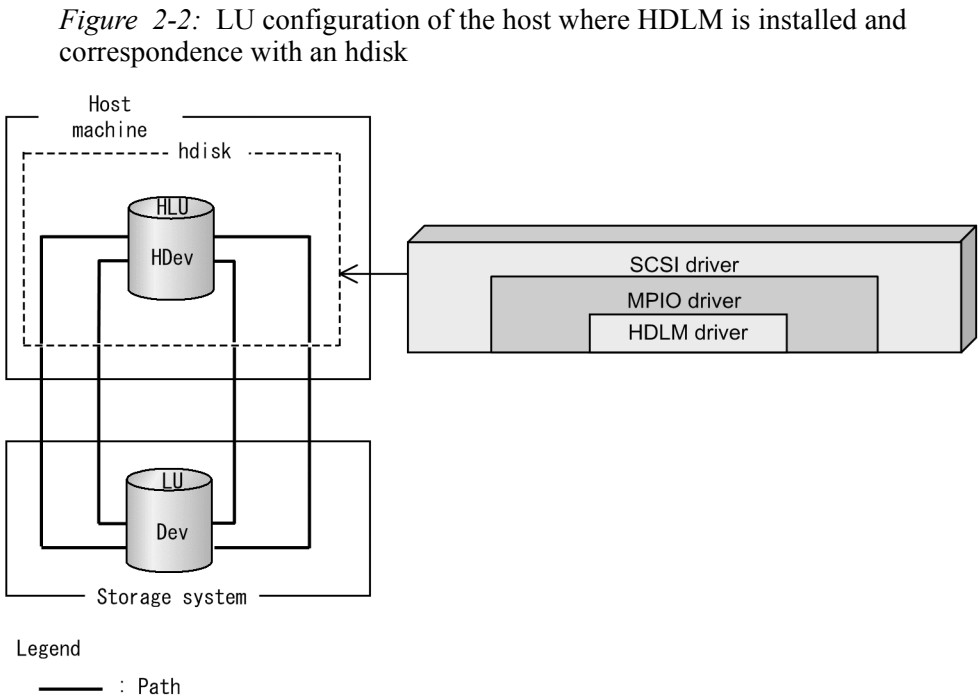 Figure 2-2: LU configuration of the host where HDLM is installed and
correspondence with an hdisk
Host
machine
hdisk
HLU
HDev
SCSI driver
MPIO driver
HDLM driver
LU
Dev
Storage system
Legend
: Path